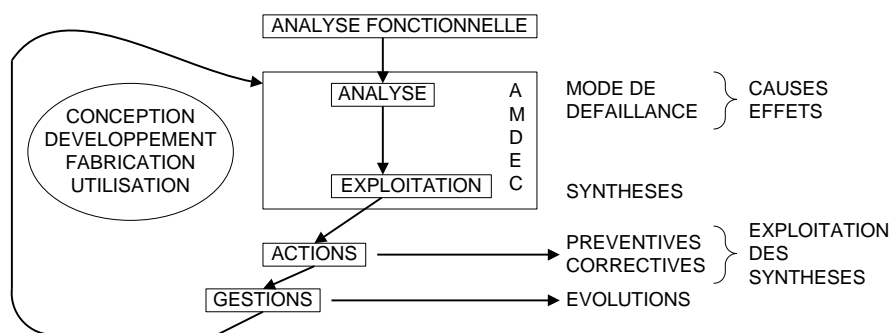 ANALYSE FONCTIONNELLE
ANALYSE
A
M
D
E
C
MODE DE
DEFAILLANCE
CAUSES
EFFETS
CONCEPTION
DEVELOPPEMENT
FABRICATION
UTILISATION
EXPLOITATION
SYNTHESES
ACTIONS
PREVENTIVES
CORRECTIVES
EXPLOITATION
DES
SYNTHESES
GESTIONS
EVOLUTIONS